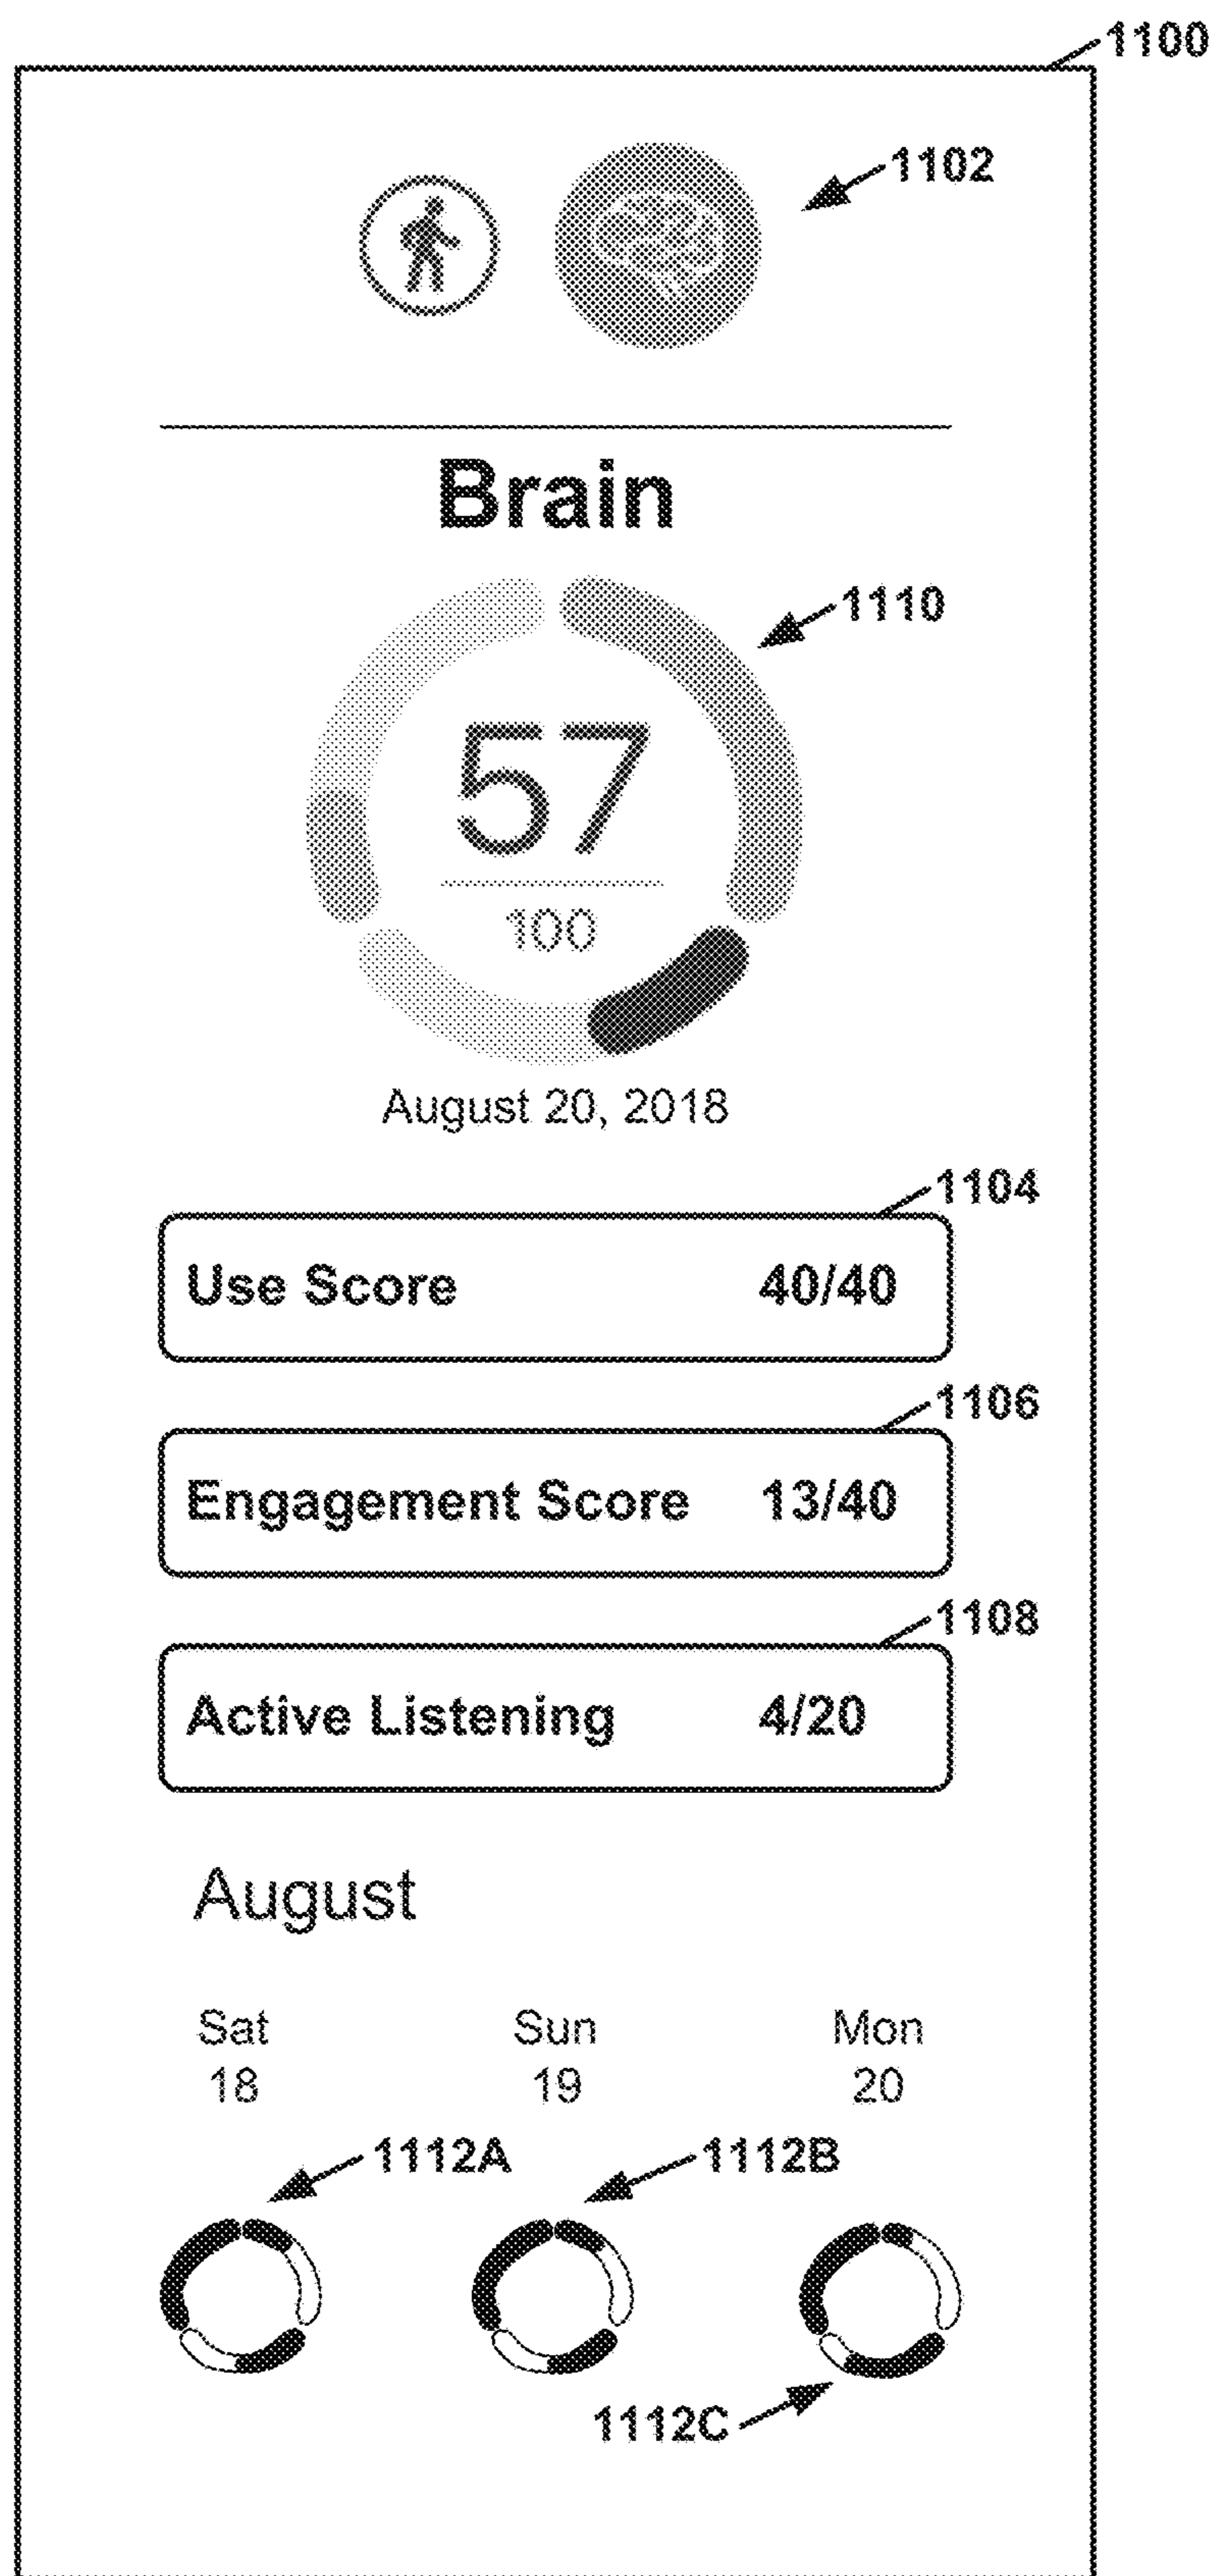 1100
1102
Brain
1110
57
100
August 20, 2018
1104
Use Score 40/40
1106
Engagement Score 13/40
1108
Active Listening 4/20
August
Sat Sun Mon
18 19 20
1112A 1112B
1112C